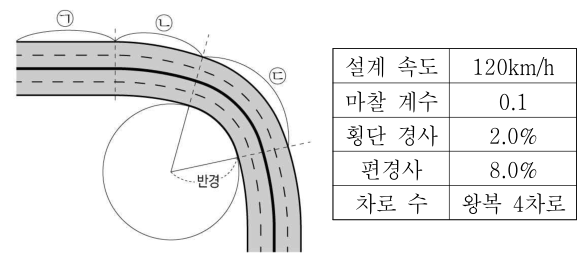 ㉠
㉡
㉢
반경
설계 속도 120km/h
마찰 계수 0.1
횡단 경사 2.0%
편경사 8.0%
차로 수 왕복 4차로